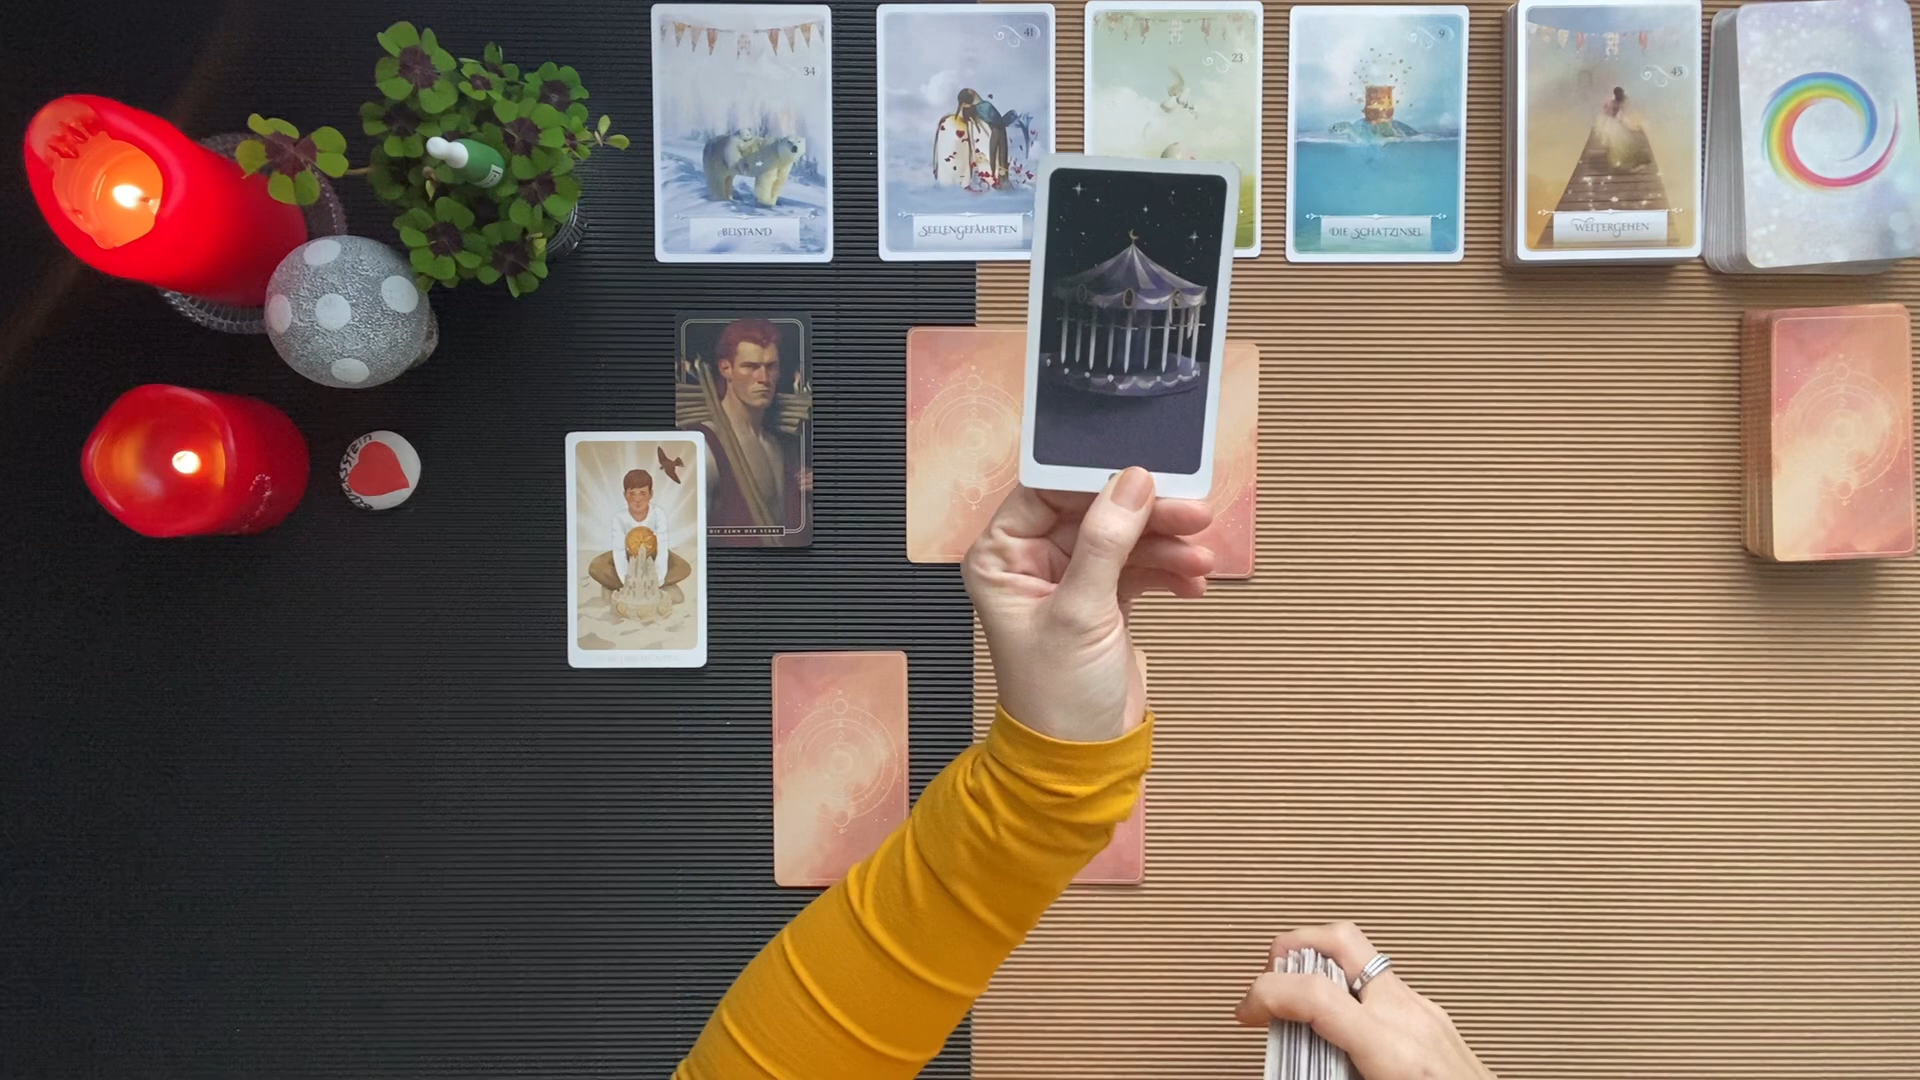 34
BEISTAND
41
SEELENGEFÄHRTEN
23
9
DIE SCHATZINSEL
45
WEITERGEHEN
DIE ZEHN DER STÄBE